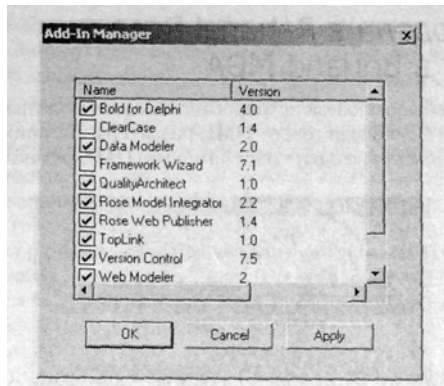 Add-In Manager
Name Version
Bold for Delphi 4.0
ClearCase 1.4
Data Modeler 2.0
Framework Wizard 7.1
QualityArchitect 1.0
Rose Model Integrator 2.2
Rose Web Publisher 1.4
TopLink 1.0
Version Control 7.5
Web Modeler 2
OK Cancel Apply